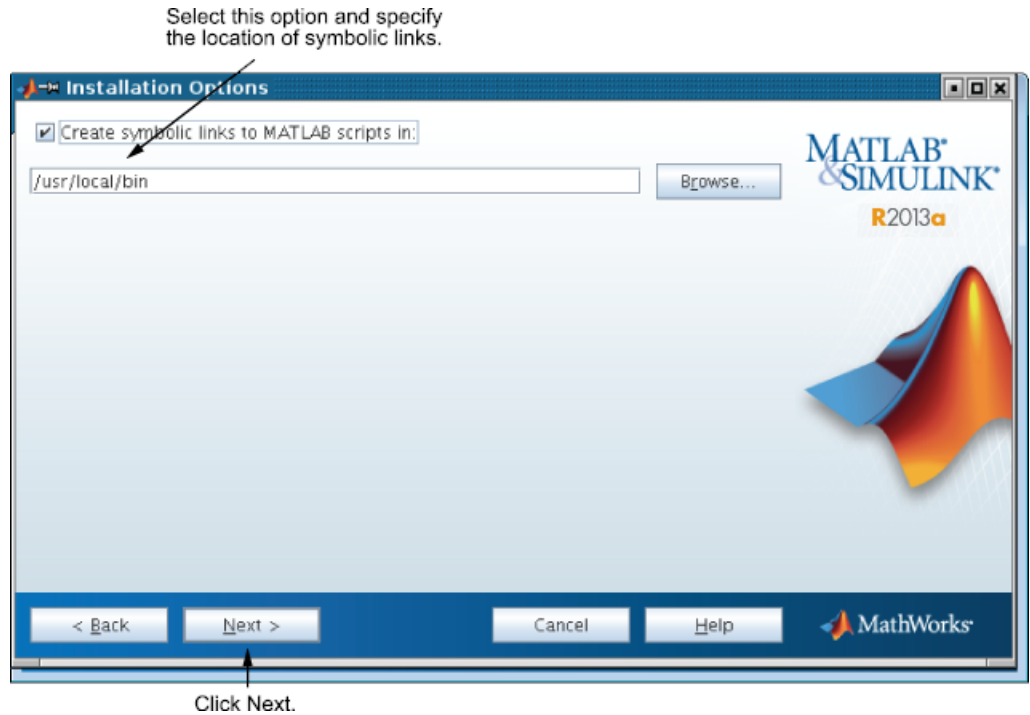 Select this option and specify
the location of symbolic links.
Installation Options
Create symbolic links to MATLAB scripts in:
/usr/local/bin
Browse...
MATLAB®
&SIMULINK®
R2013a
< Back
Next >
Cancel
Help
MathWorks®
Click Next.